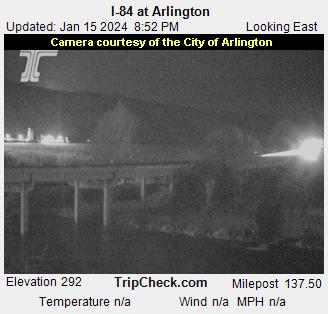 I-84 at Arlington
Updated: Jan 15 2024 8:52 PM Looking East
Camera courtesy of the City of Arlington
Elevation 292 TripCheck.com Milepost 137.50
Temperature n/a Wind n/a MPH n/a